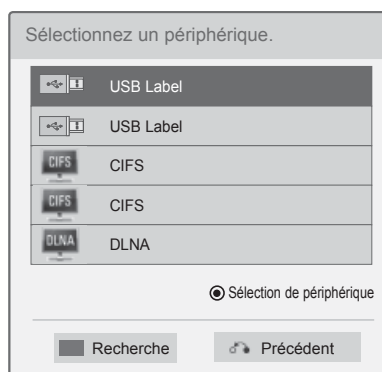 Sélectionnez un périphérique.
USB Label
USB Label
CIFS CIFS
CIFS CIFS
DLNA DLNA
Sélection de périphérique
Recherche Précédent